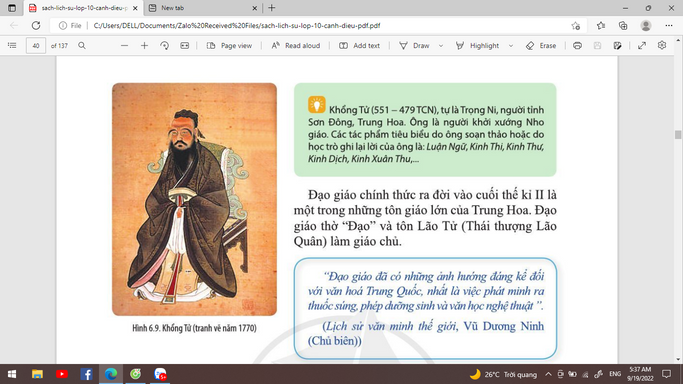 sach-lich-su-lop-10-canh-dieu-p
New tab
File
C:/Users/DELL/Documents/Zalo%20Received%20Files/sach-lich-su-lop-10-canh-dieu-pdf.pdf
40 of 137
Page view
Read aloud
Add text
Draw
Highlight
Erase
Khổng Tử (551 – 479 TCN), tự là Trọng Ni, người tỉnh
Sơn Đông, Trung Hoa. Ông là người khởi xướng Nho
giáo. Các tác phẩm tiêu biểu do ông soạn thảo hoặc do
học trò ghi lại lời của ông là: Luận Ngữ, Kinh Thi, Kinh Thư,
Kinh Dịch, Kinh Xuân Thu,...
Đạo giáo chính thức ra đời vào cuối thế kỉ II là
một trong những tôn giáo lớn của Trung Hoa. Đạo
giáo thờ “Đạo” và tôn Lão Tử (Thái thượng Lão
Quân) làm giáo chủ.
“Đạo giáo đã có những ảnh hưởng đáng kể đối
với văn hoá Trung Quốc, nhất là việc phát minh ra
thuốc súng, phép dưỡng sinh và văn học nghệ thuật”.
(Lịch sử văn minh thế giới, Vũ Dương Ninh
(Chủ biên))
Hình 6.9. Khổng Tử (tranh vẽ năm 1770)
26°C Trời quang
ENG
5:37 AM
9/19/2022